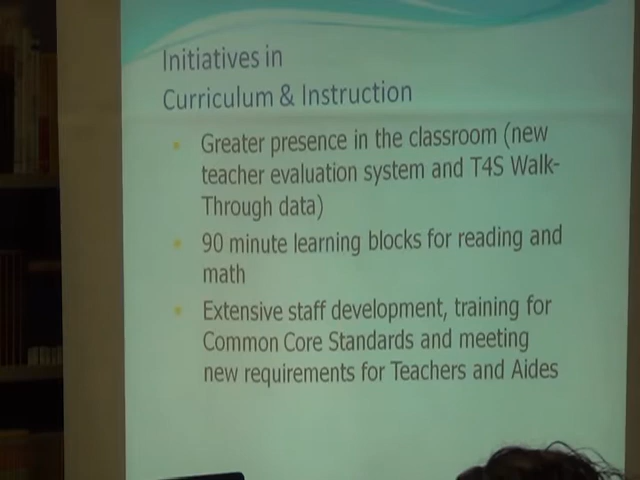 Initiatives in
Curriculum & Instruction
Greater presence in the classroom (new
teacher evaluation system and T4S Walk-
Through data)
90 minute learning blocks for reading and
math
Extensive staff development, training for
Common Core Standards and meeting
new requirements for Teachers and Aides